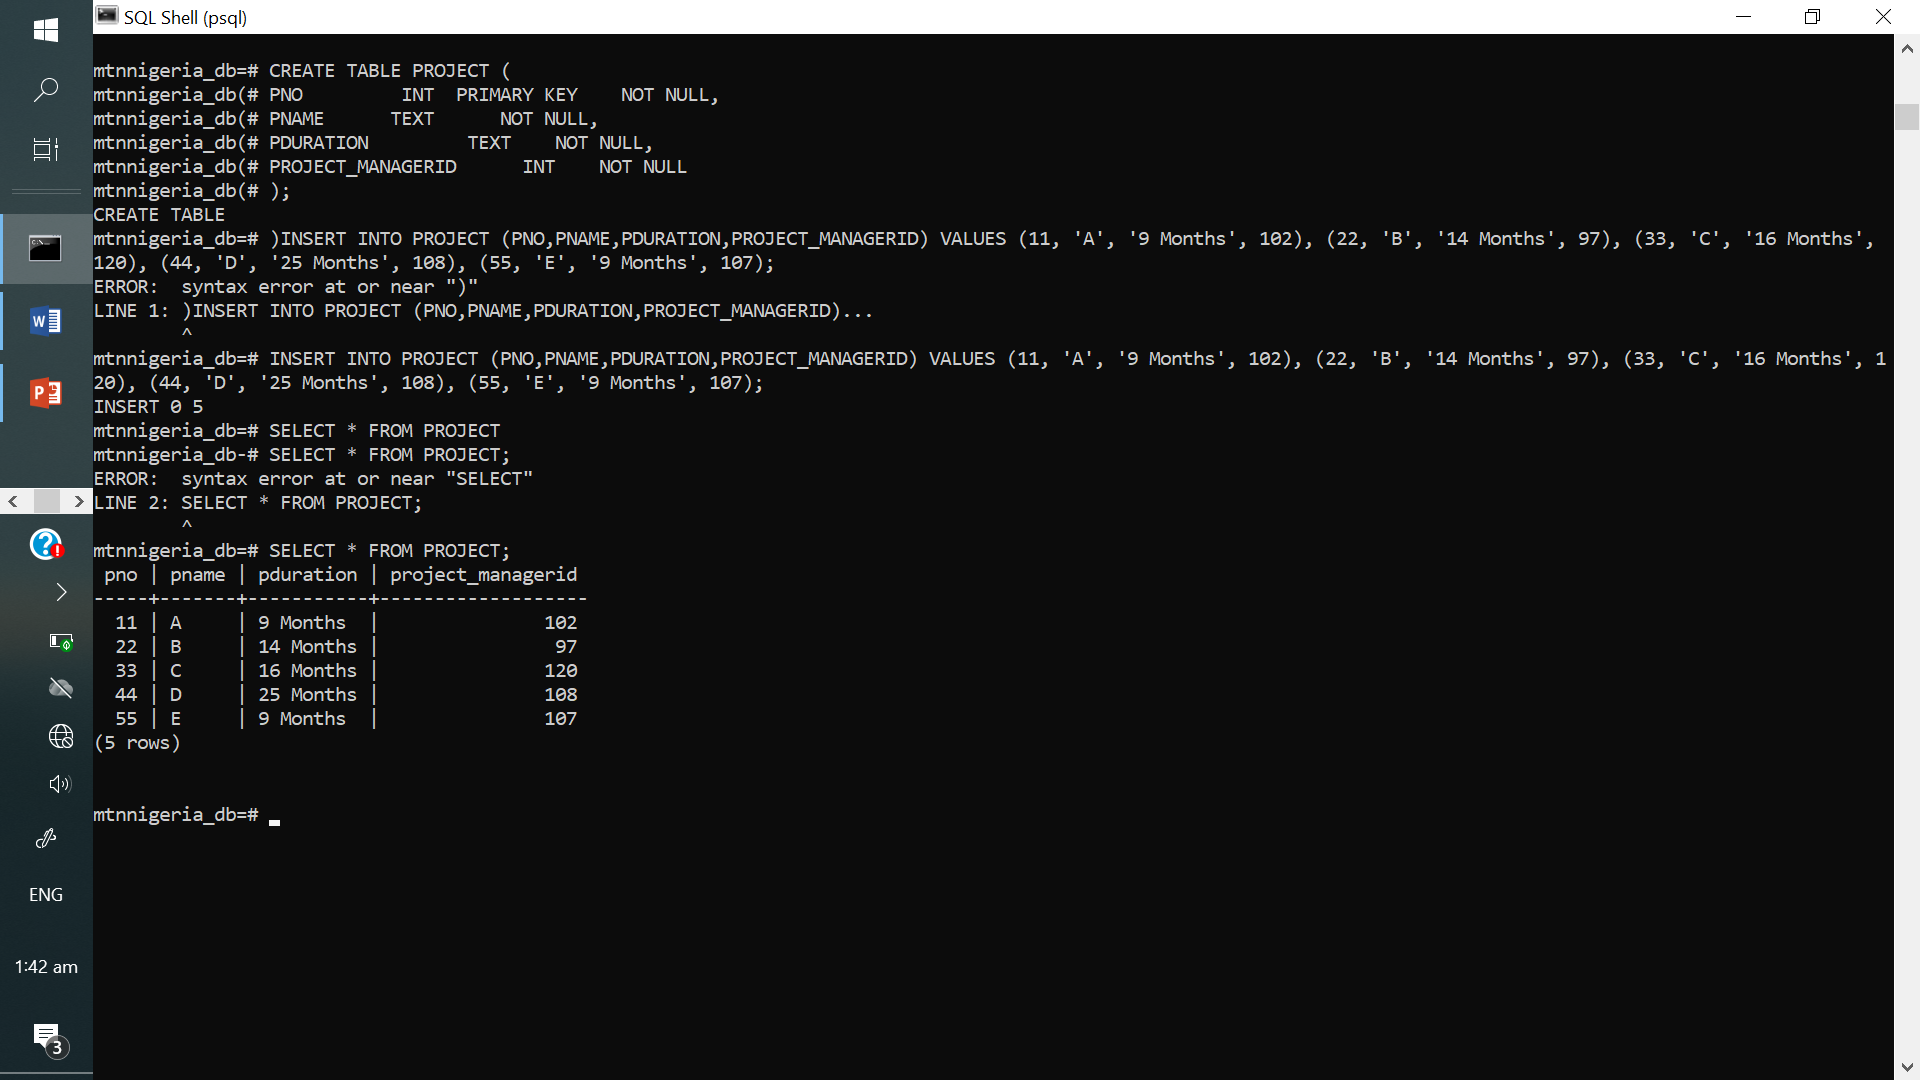 SQL Shell (psql)
mtnnigeria_db=# CREATE TABLE PROJECT (
mtnnigeria_db(# PNO         INT  PRIMARY KEY    NOT NULL,
mtnnigeria_db(# PNAME      TEXT      NOT NULL,
mtnnigeria_db(# PDURATION         TEXT    NOT NULL,
mtnnigeria_db(# PROJECT_MANAGERID      INT    NOT NULL
mtnnigeria_db(# );
CREATE TABLE
mtnnigeria_db=# )INSERT INTO PROJECT (PNO,PNAME,PDURATION,PROJECT_MANAGERID) VALUES (11, 'A', '9 Months', 102), (22, 'B', '14 Months', 97), (33, 'C', '16 Months',
120), (44, 'D', '25 Months', 108), (55, 'E', '9 Months', 107);
ERROR:  syntax error at or near ")"
LINE 1: )INSERT INTO PROJECT (PNO,PNAME,PDURATION,PROJECT_MANAGERID)...
        ^
mtnnigeria_db=# INSERT INTO PROJECT (PNO,PNAME,PDURATION,PROJECT_MANAGERID) VALUES (11, 'A', '9 Months', 102), (22, 'B', '14 Months', 97), (33, 'C', '16 Months', 1
20), (44, 'D', '25 Months', 108), (55, 'E', '9 Months', 107);
INSERT 0 5
mtnnigeria_db=# SELECT * FROM PROJECT
mtnnigeria_db-# SELECT * FROM PROJECT;
ERROR:  syntax error at or near "SELECT"
LINE 2: SELECT * FROM PROJECT;
        ^
mtnnigeria_db=# SELECT * FROM PROJECT;
 pno | pname | pduration | project_managerid
-----+-------+-----------+-------------------
  11 | A     | 9 Months  |               102
  22 | B     | 14 Months |                97
  33 | C     | 16 Months |               120
  44 | D     | 25 Months |               108
  55 | E     | 9 Months  |               107
(5 rows)
mtnnigeria_db=#
ENG
1:42 am
3